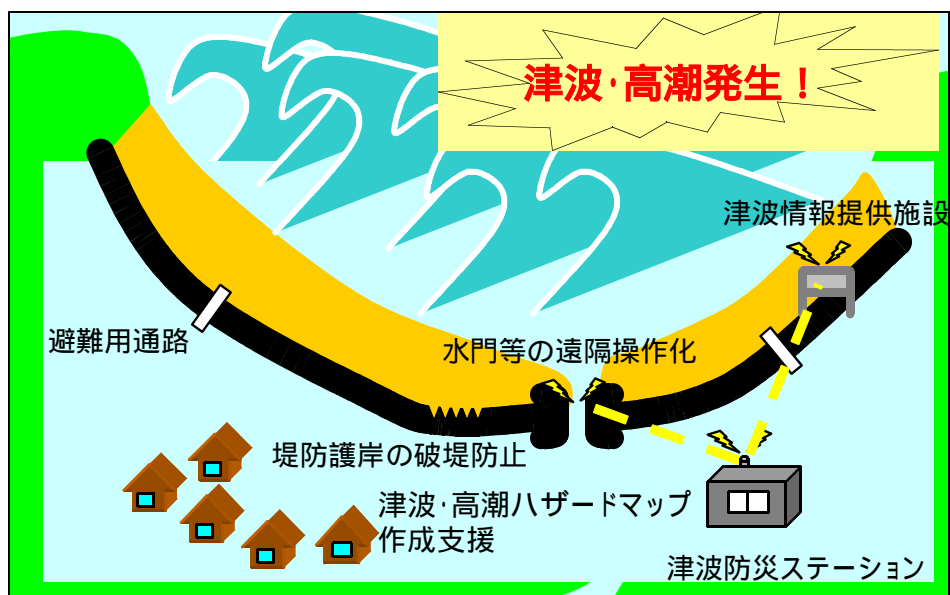 津波・高潮発生！
津波情報提供施設
避難用通路
水門等の遠隔操作化
堤防護岸の破堤防止
津波・高潮ハザードマップ
作成支援
津波防災ステーション